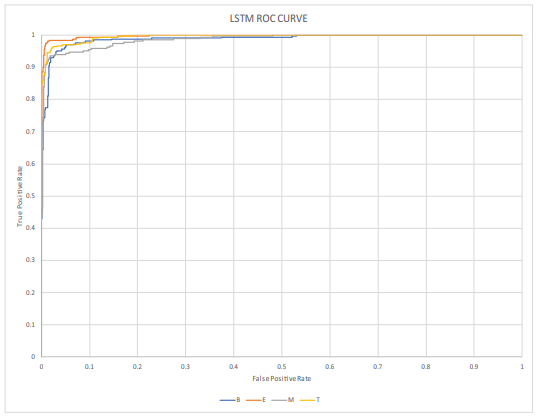 LSTM ROC CURVE
1
0.9
0.8
0.7
0.6
0.5
0.4
0.3
0.2
0.1
0
True Positive Rate
0 0.1 0.2 0.3 0.4 0.5 0.6 0.7 0.8 0.9 1
False Positive Rate
B E M T